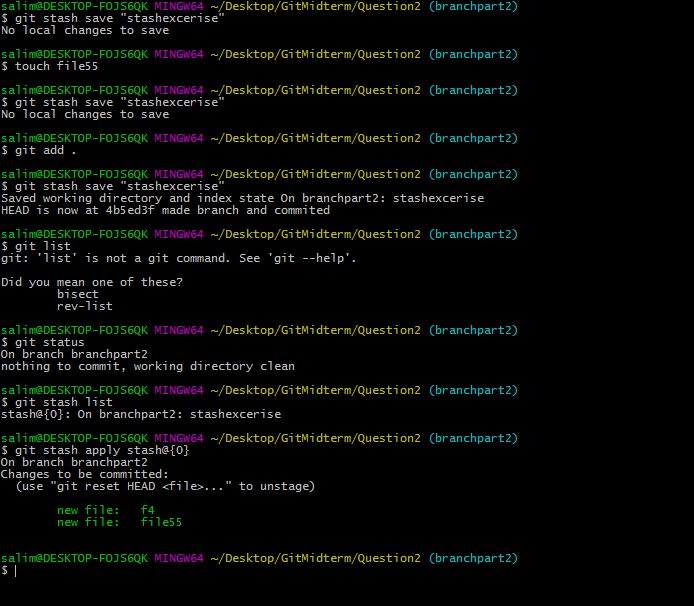 salim@DESKTOP-FOJS6QK MINGW64 ~/Desktop/GitMidterm/Question2 (branchpart2)
$ git stash save "stashexcerise"
No local changes to save
salim@DESKTOP-FOJS6QK MINGW64 ~/Desktop/GitMidterm/Question2 (branchpart2)
$ touch file55
salim@DESKTOP-FOJS6QK MINGW64 ~/Desktop/GitMidterm/Question2 (branchpart2)
$ git stash save "stashexcerise"
No local changes to save
salim@DESKTOP-FOJS6QK MINGW64 ~/Desktop/GitMidterm/Question2 (branchpart2)
$ git add .
salim@DESKTOP-FOJS6QK MINGW64 ~/Desktop/GitMidterm/Question2 (branchpart2)
$ git stash save "stashexcerise"
Saved working directory and index state On branchpart2: stashexcerise
HEAD is now at 4b5ed3f made branch and commited
salim@DESKTOP-FOJS6QK MINGW64 ~/Desktop/GitMidterm/Question2 (branchpart2)
$ git list
git: 'list' is not a git command. See 'git --help'.
Did you mean one of these?
bisect
rev-list
salim@DESKTOP-FOJS6QK MINGW64 ~/Desktop/GitMidterm/Question2 (branchpart2)
$ git status
On branch branchpart2
nothing to commit, working directory clean
salim@DESKTOP-FOJS6QK MINGW64 ~/Desktop/GitMidterm/Question2 (branchpart2)
$ git stash list
stash@{0}: On branchpart2: stashexcerise
salim@DESKTOP-FOJS6QK MINGW64 ~/Desktop/GitMidterm/Question2 (branchpart2)
$ git stash apply stash@{0}
On branch branchpart2
Changes to be committed:
(use "git reset HEAD <file>..." to unstage)
new file: f4
new file: file55
salim@DESKTOP-FOJS6QK MINGW64 ~/Desktop/GitMidterm/Question2 (branchpart2)
$